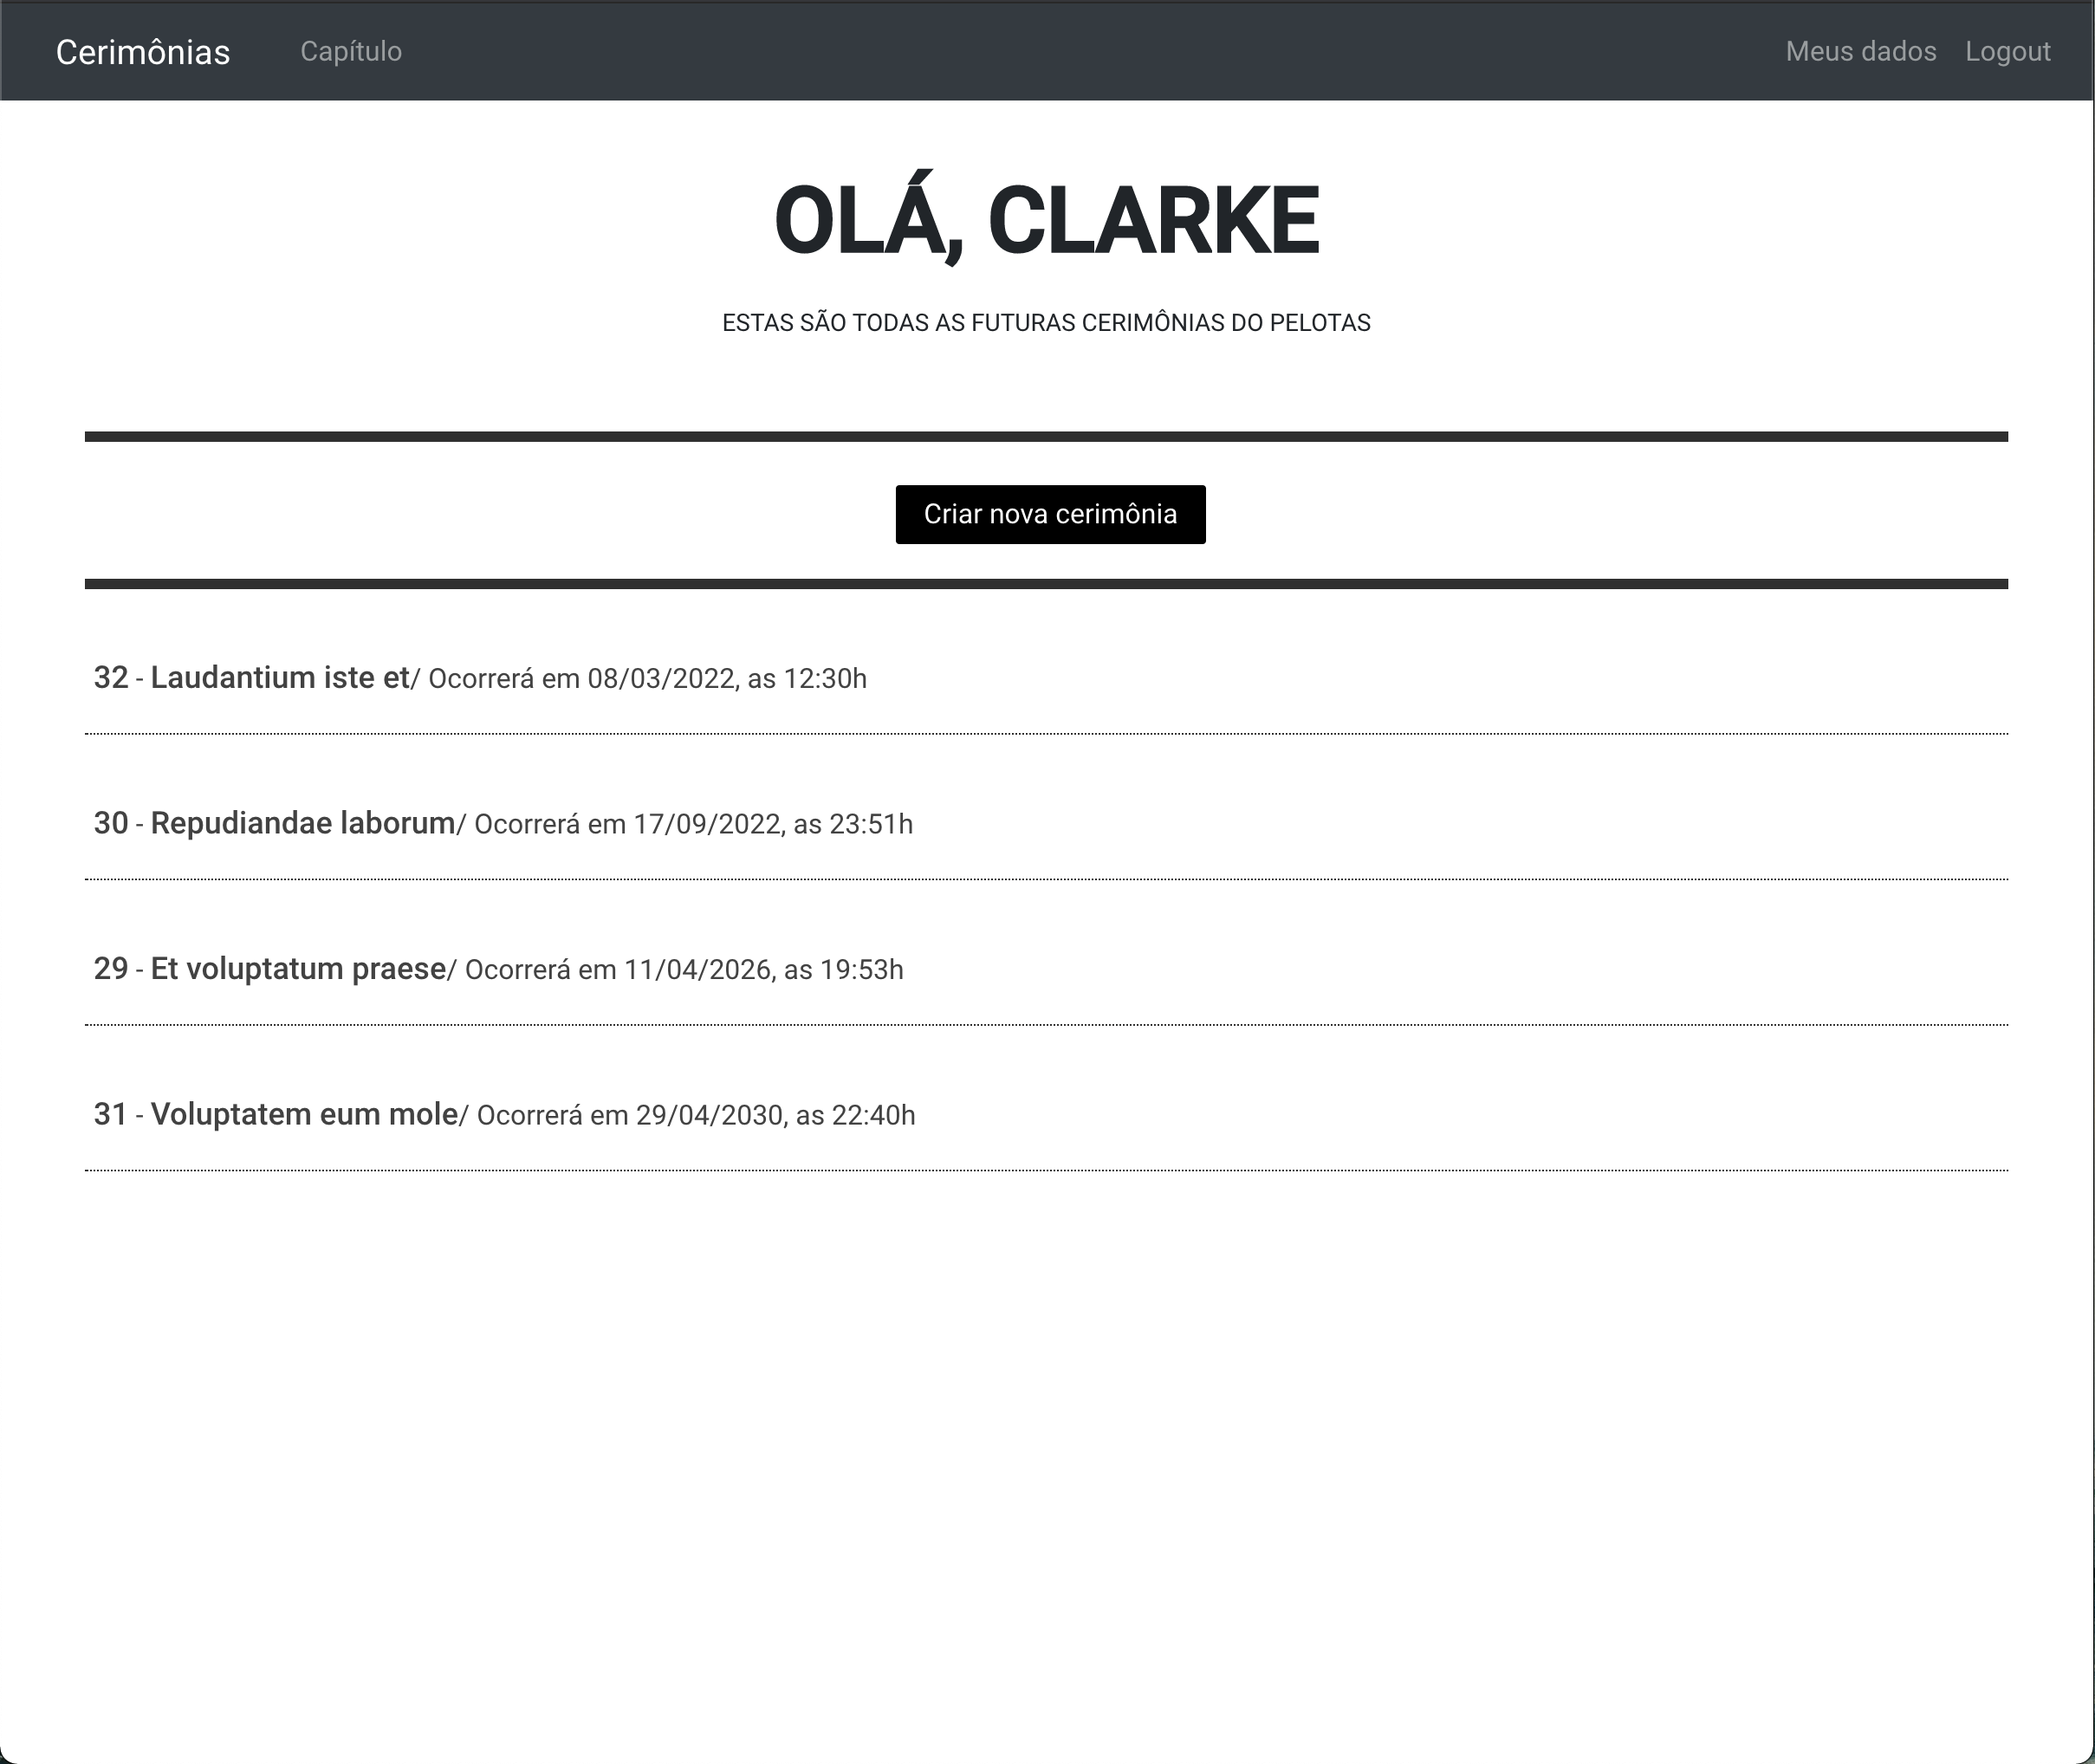 Cerimônias Capítulo Meus dados Logout
OLÁ, CLARKE
ESTAS SÃO TODAS AS FUTURAS CERIMÔNIAS DO PELOTAS
Criar nova cerimônia
32 - Laudantium iste et/ Ocorrerá em 08/03/2022, as 12:30h
30 - Repudiandae laborum/ Ocorrerá em 17/09/2022, as 23:51h
29 - Et voluptatum praese/ Ocorrerá em 11/04/2026, as 19:53h
31 - Voluptatem eum mole/ Ocorrerá em 29/04/2030, as 22:40h